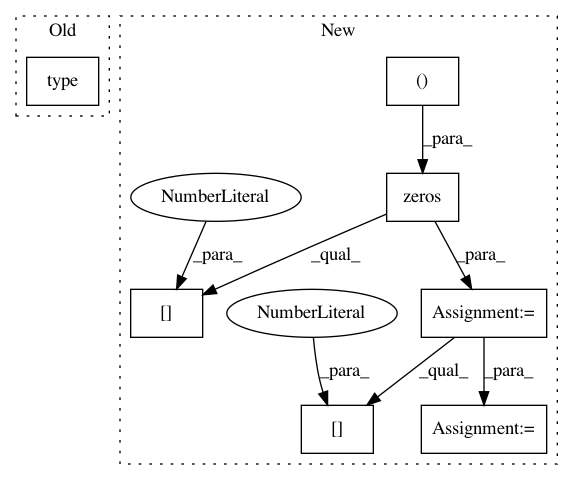 Old
New
type
()
_para_
NumberLiteral
zeros
_para_
_qual_
_para_
[]
NumberLiteral
Assignment:=
_para_
_qual_
_para_
[]
Assignment:=